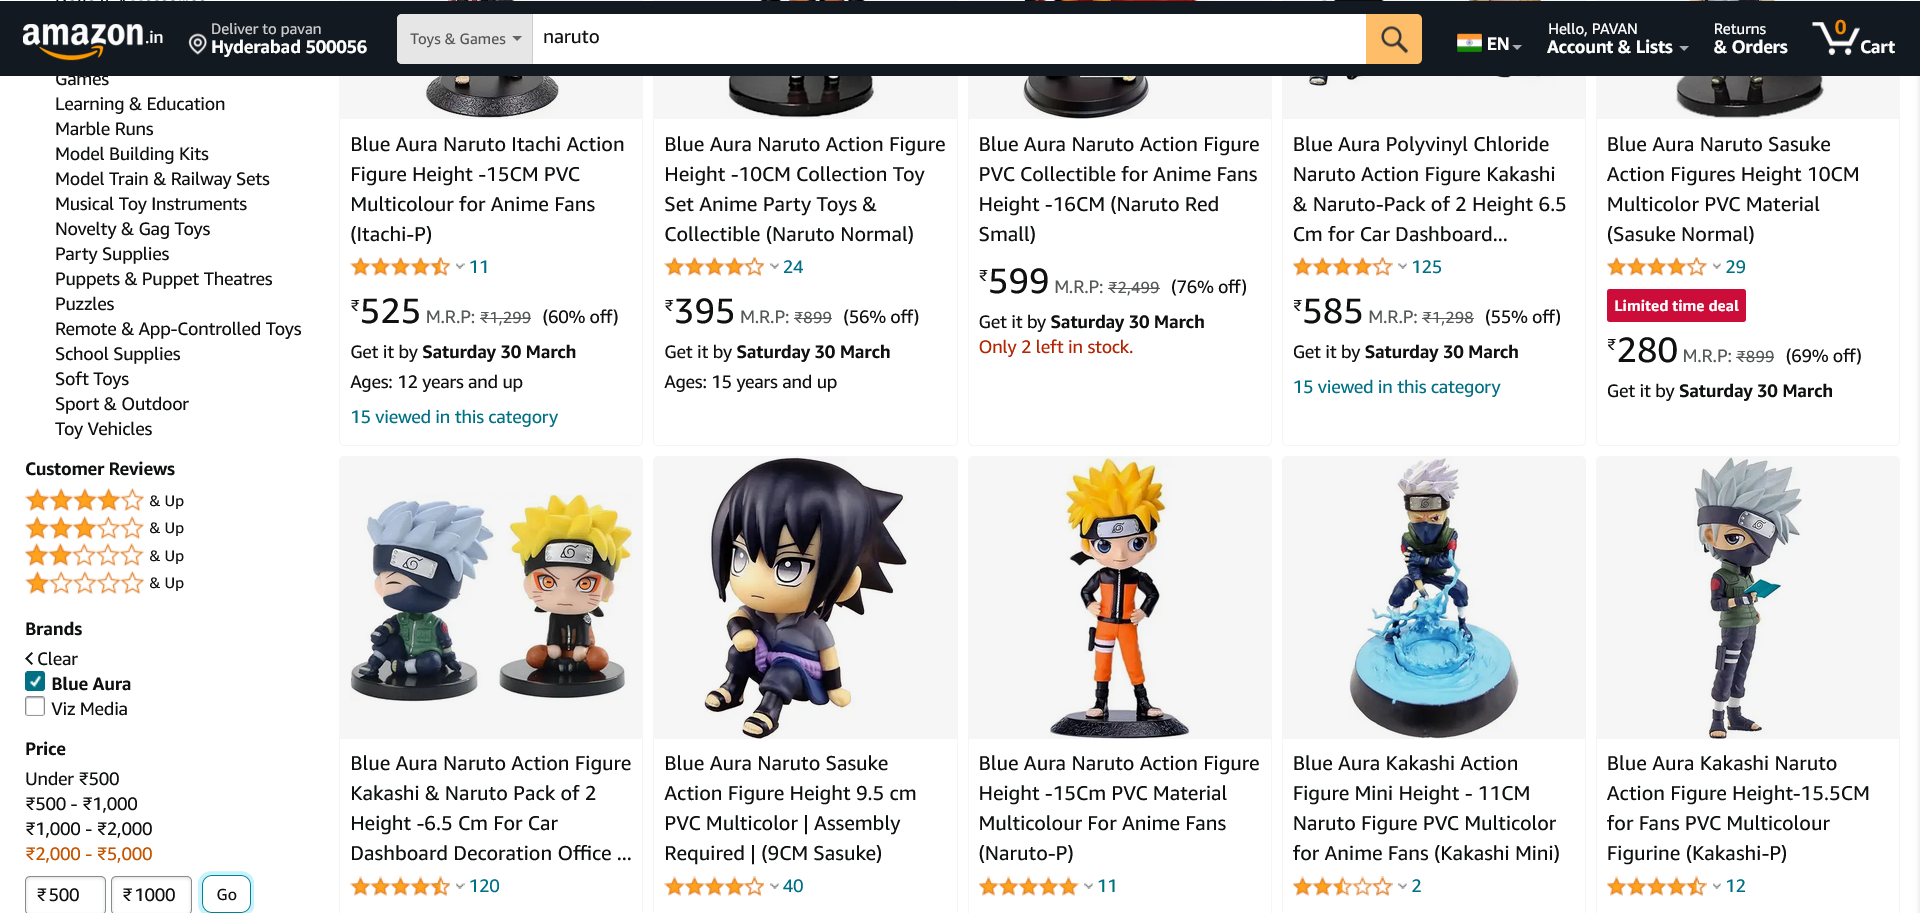 amazon.in
Deliver to pavan
Hyderabad 500056
Toys & Games
naruto
EN
Hello, PAVAN
Account & Lists
Returns
& Orders
0
Cart
Games
Learning & Education
Marble Runs
Model Building Kits
Model Train & Railway Sets
Musical Toy Instruments
Novelty & Gag Toys
Party Supplies
Puppets & Puppet Theatres
Puzzles
Remote & App-Controlled Toys
School Supplies
Soft Toys
Sport & Outdoor
Toy Vehicles
Customer Reviews
& Up
& Up
& Up
& Up
Brands
Clear
Blue Aura
Viz Media
Price
Under ₹500
₹500 - ₹1,000
₹1,000 - ₹2,000
₹2,000 - ₹5,000
₹500
₹1000
Go
Blue Aura Naruto Itachi Action
Figure Height -15CM PVC
Multicolour for Anime Fans
(Itachi-P)
11
₹525 M.R.P: ₹1,299 (60% off)
Get it by Saturday 30 March
Ages: 12 years and up
15 viewed in this category
Blue Aura Naruto Action Figure
Height -10CM Collection Toy
Set Anime Party Toys &
Collectible (Naruto Normal)
24
₹395 M.R.P: ₹899 (56% off)
Get it by Saturday 30 March
Ages: 15 years and up
Blue Aura Naruto Action Figure
PVC Collectible for Anime Fans
Height -16CM (Naruto Red
Small)
₹599 M.R.P: ₹2,499 (76% off)
Get it by Saturday 30 March
Only 2 left in stock.
Blue Aura Polyvinyl Chloride
Naruto Action Figure Kakashi
& Naruto-Pack of 2 Height 6.5
Cm for Car Dashboard...
125
₹585 M.R.P: ₹1,298 (55% off)
Get it by Saturday 30 March
15 viewed in this category
Blue Aura Naruto Sasuke
Action Figures Height 10CM
Multicolor PVC Material
(Sasuke Normal)
29
Limited time deal
₹280 M.R.P: ₹899 (69% off)
Get it by Saturday 30 March
Blue Aura Naruto Action Figure
Kakashi & Naruto Pack of 2
Height -6.5 Cm For Car
Dashboard Decoration Office ...
120
Blue Aura Naruto Sasuke
Action Figure Height 9.5 cm
PVC Multicolor | Assembly
Required | (9CM Sasuke)
40
Blue Aura Naruto Action Figure
Height -15Cm PVC Material
Multicolour For Anime Fans
(Naruto-P)
11
Blue Aura Kakashi Action
Figure Mini Height - 11CM
Naruto Figure PVC Multicolor
for Anime Fans (Kakashi Mini)
2
Blue Aura Kakashi Naruto
Action Figure Height-15.5CM
for Fans PVC Multicolour
Figurine (Kakashi-P)
12